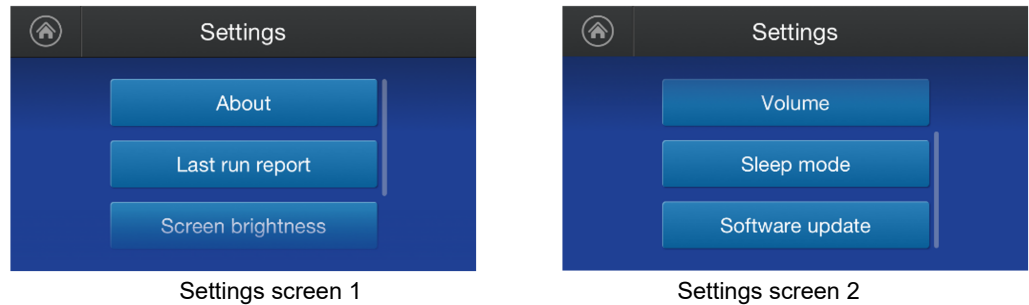 Settings
About
Last run report
Screen brightness
Settings screen 1
Settings
Volume
Sleep mode
Software update
Settings screen 2